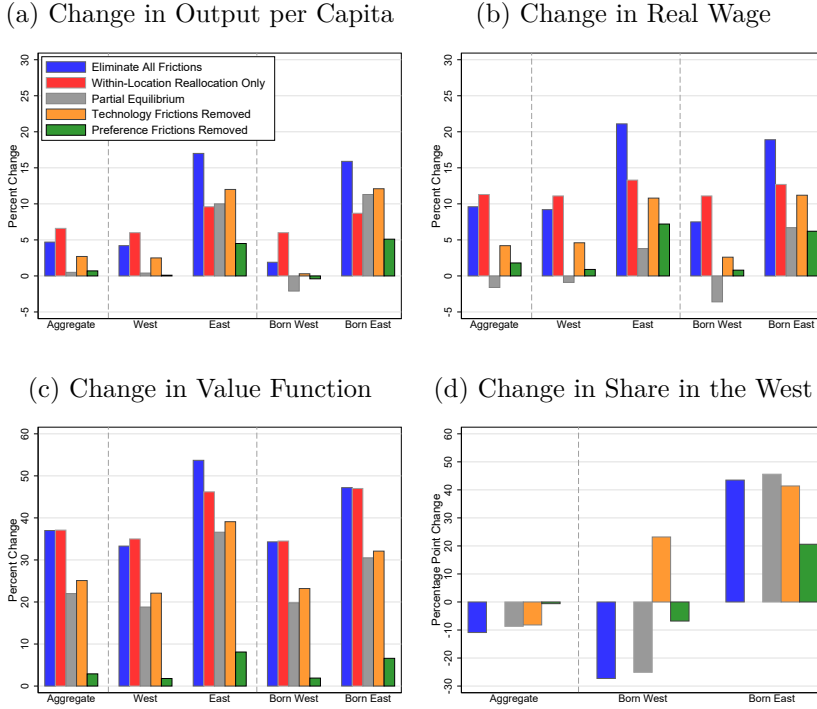 (a) Change in Output per Capita
Percent Change
30
25
20
15
10
5
0
-5
Eliminate All Frictions
Within-Location Reallocation Only
Partial Equilibrium
Technology Frictions Removed
Preference Frictions Removed
Aggregate West East Born West Born East
(b) Change in Real Wage
Percent Change
30
25
20
15
10
5
0
-5
Aggregate West East Born West Born East
(c) Change in Value Function
Percent Change
60
50
40
30
20
10
0
Aggregate West East Born West Born East
(d) Change in Share in the West
Percentage Point Change
60
50
40
30
20
10
0
-10
-20
-30
Aggregate Born West Born East